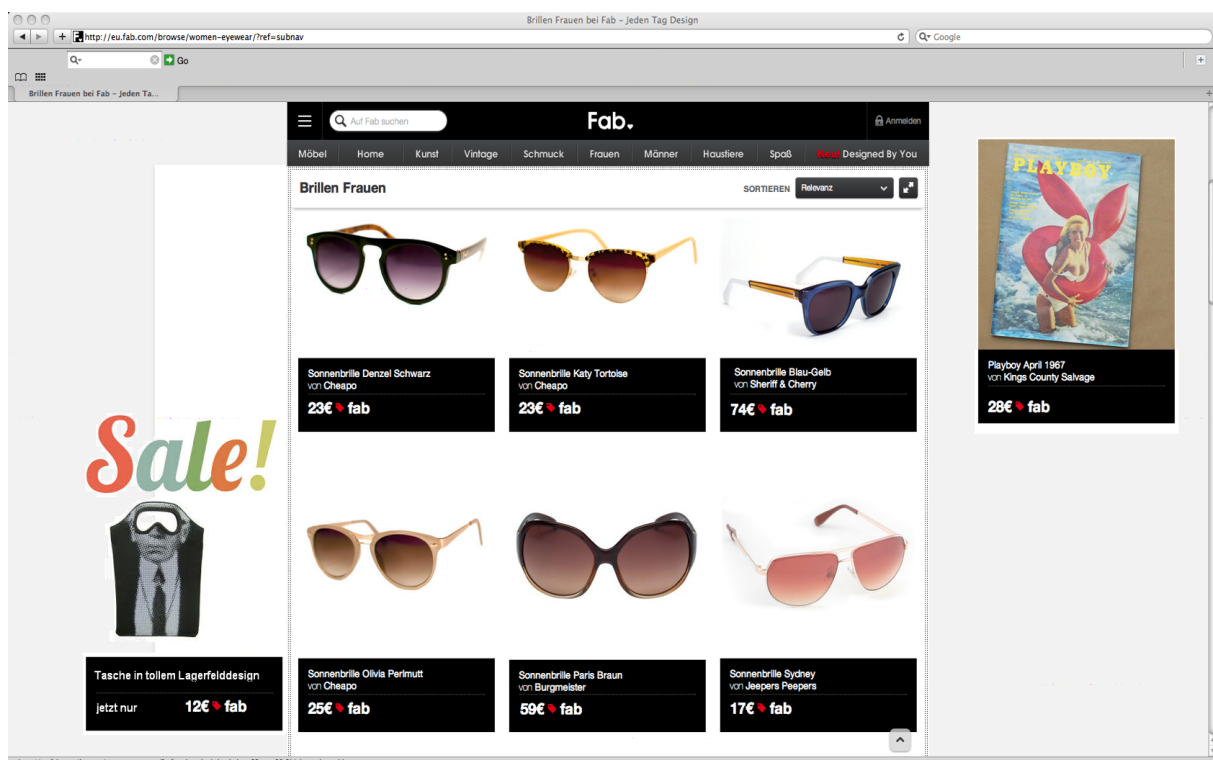 Brillen Frauen bei Fab – Jeden Tag Design
http://eu.fab.com/browse/women-eyewear/?ref=subnav
Google
Go
Brillen Frauen bei Fab – Jeden Ta...
Auf Fab suchen
Fab.
Anmelden
Möbel Home Kunst Vintage Schmuck Frauen Männer Haustiere Spaß Neu! Designed By You
Brillen Frauen
SORTIEREN Relevanz
PLAYBOY
Sonnenbrille Denzel Schwarz
von Cheapo
23€ fab
Sonnenbrille Katy Tortoise
von Cheapo
23€ fab
Sonnenbrille Blau-Gelb
von Sheriff & Cherry
74€ fab
Playboy April 1967
von Kings County Salvage
28€ fab
Sale!
Tasche in tollem Lagerfelddesign
jetzt nur 12€ fab
Sonnenbrille Olivia Perlmutt
von Cheapo
25€ fab
Sonnenbrille Paris Braun
von Burgmeister
59€ fab
Sonnenbrille Sydney
von Jeepers Peepers
17€ fab